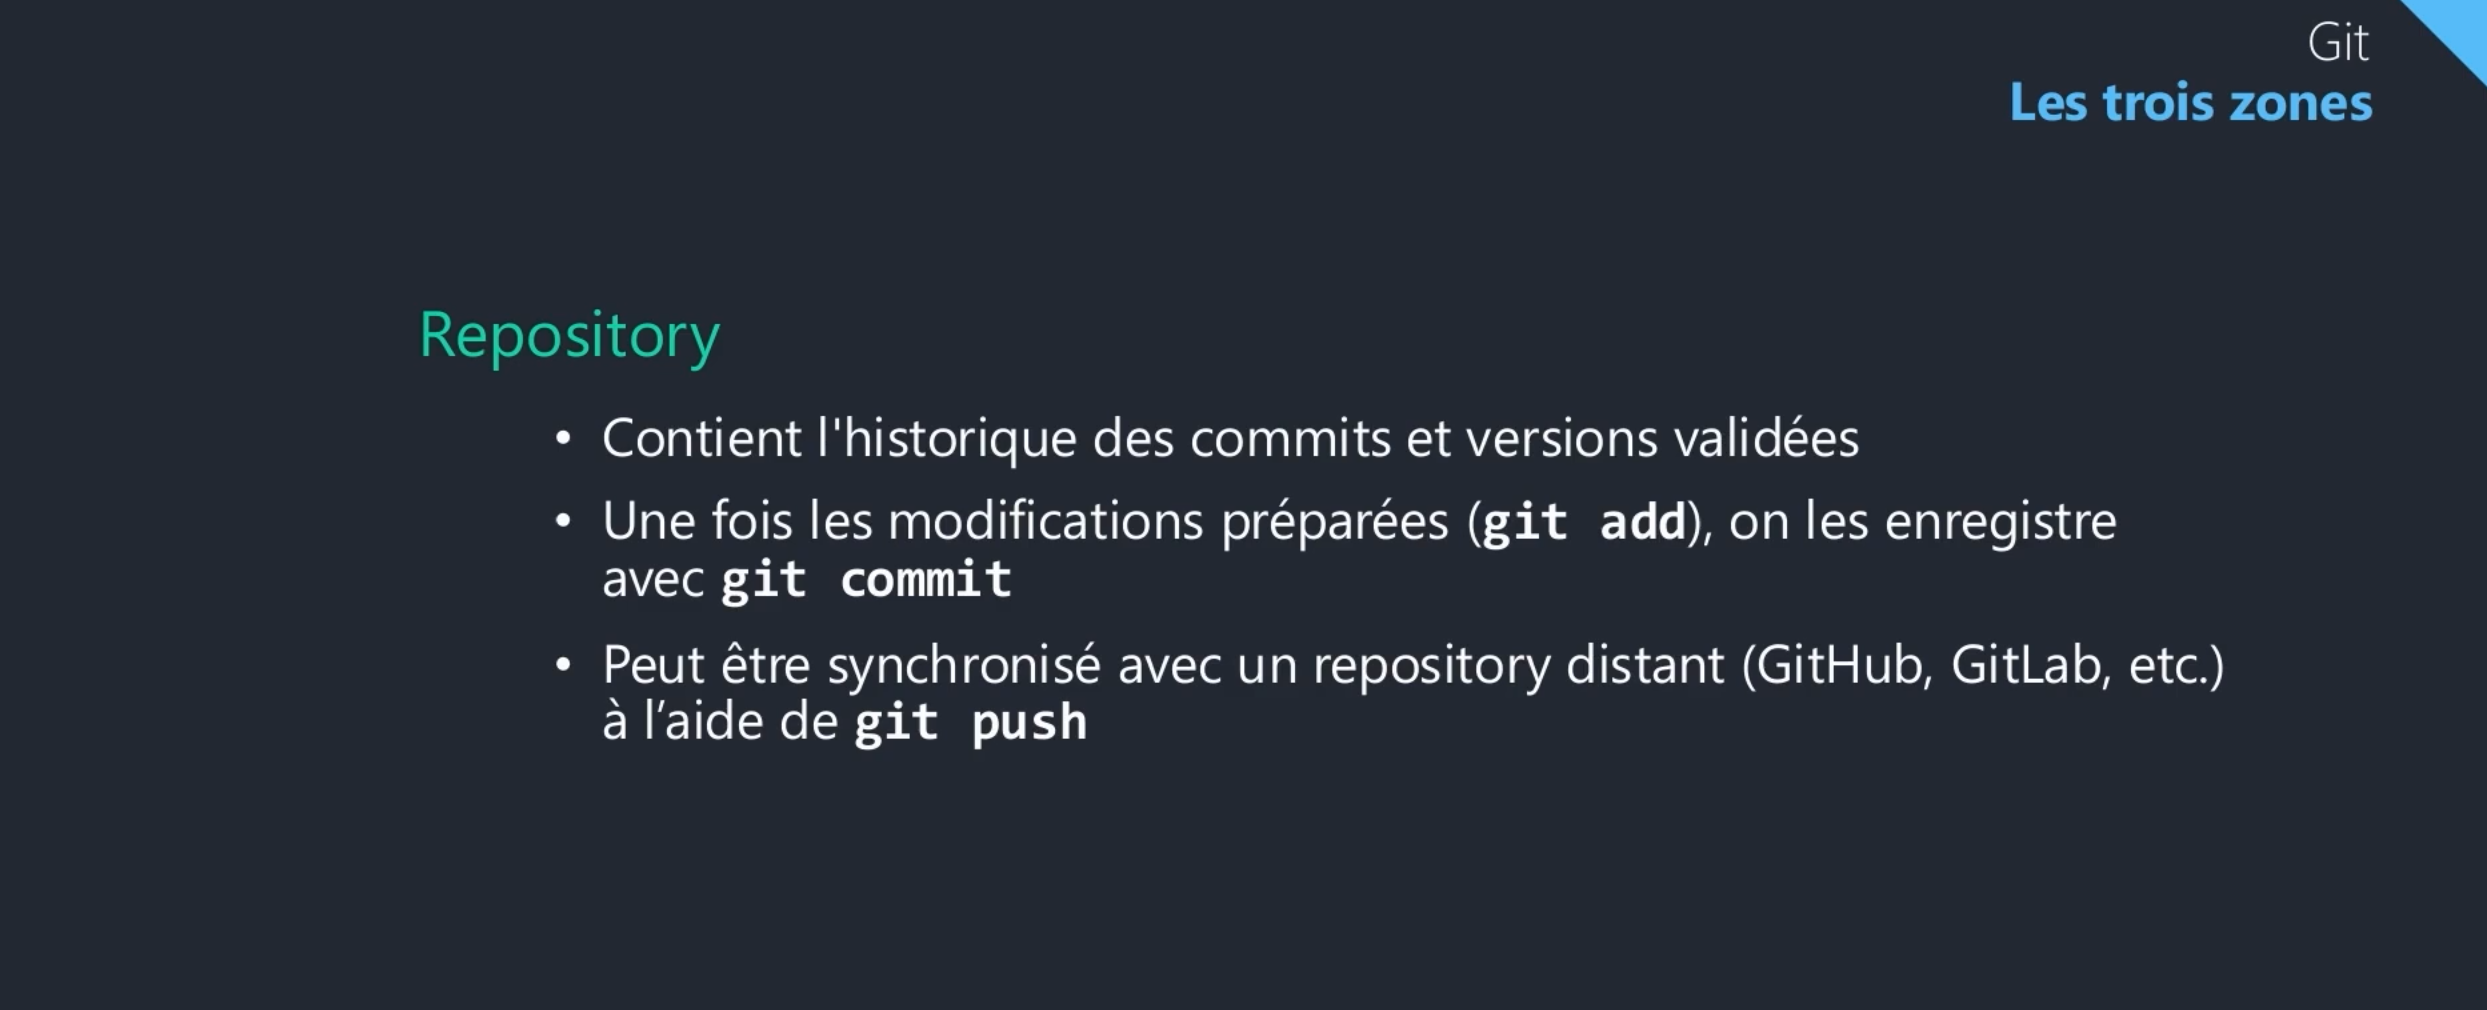 Git
Les trois zones
Repository
• Contient l'historique des commits et versions validées
• Une fois les modifications préparées (git add), on les enregistre
avec git commit
• Peut être synchronisé avec un repository distant (GitHub, GitLab, etc.)
à l’aide de git push